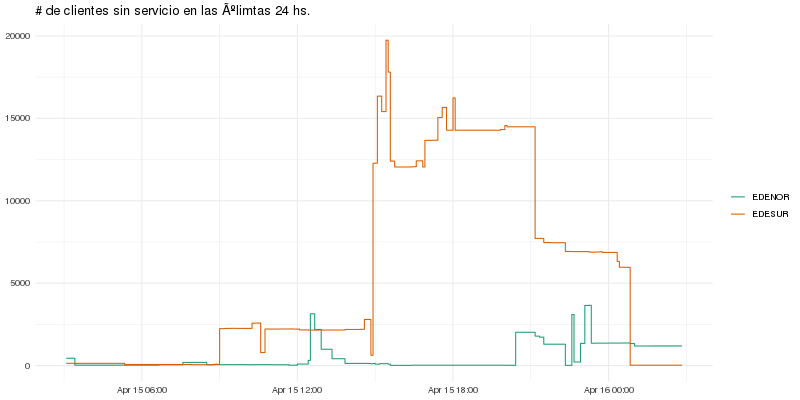 # de clientes sin servicio en las Ãºlimtas 24 hs.
20000
15000
10000
5000
0
Apr 15 06:00
Apr 15 12:00
Apr 15 18:00
Apr 16 00:00
EDENOR
EDESUR